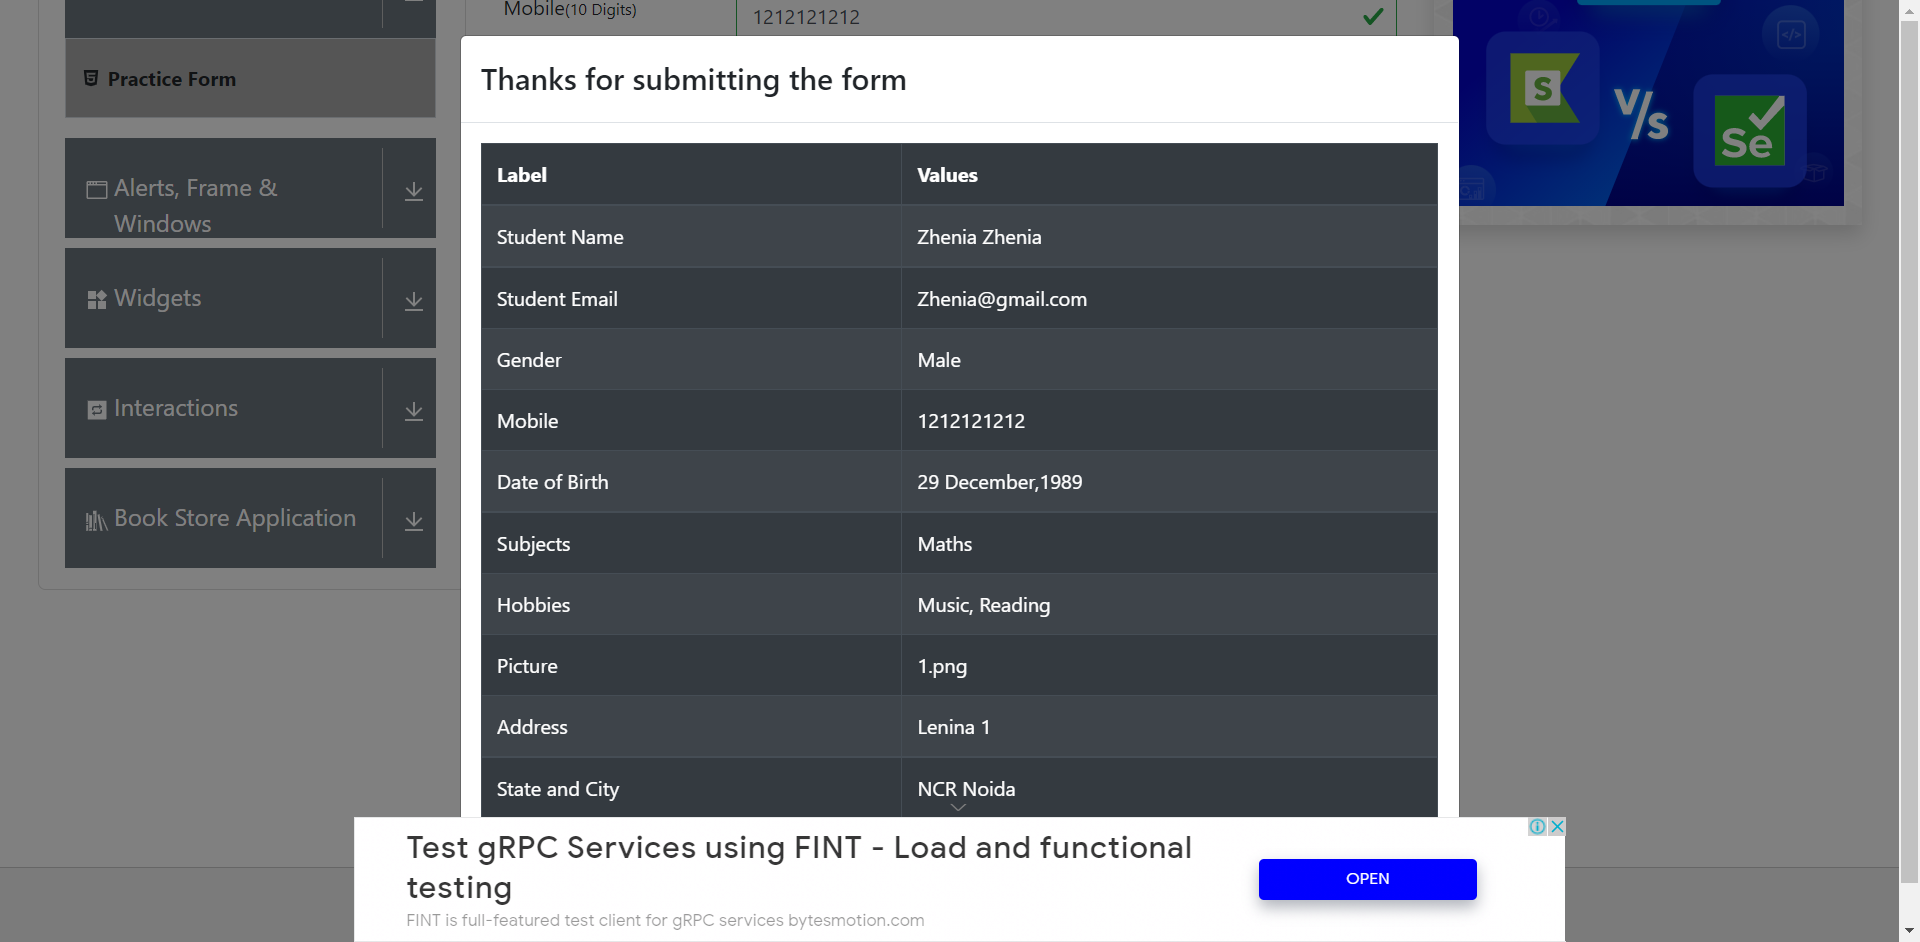 Mobile(10 Digits)
1212121212
Practice Form
Alerts, Frame &
Windows
Widgets
Interactions
Book Store Application
Thanks for submitting the form
Label Values
Student Name Zhenia Zhenia
Student Email Zhenia@gmail.com
Gender Male
Mobile 1212121212
Date of Birth 29 December,1989
Subjects Maths
Hobbies Music, Reading
Picture 1.png
Address Lenina 1
State and City NCR Noida
S
V/s
Se
</>
Test gRPC Services using FINT - Load and functional
testing
FINT is full-featured test client for gRPC services bytesmotion.com
OPEN